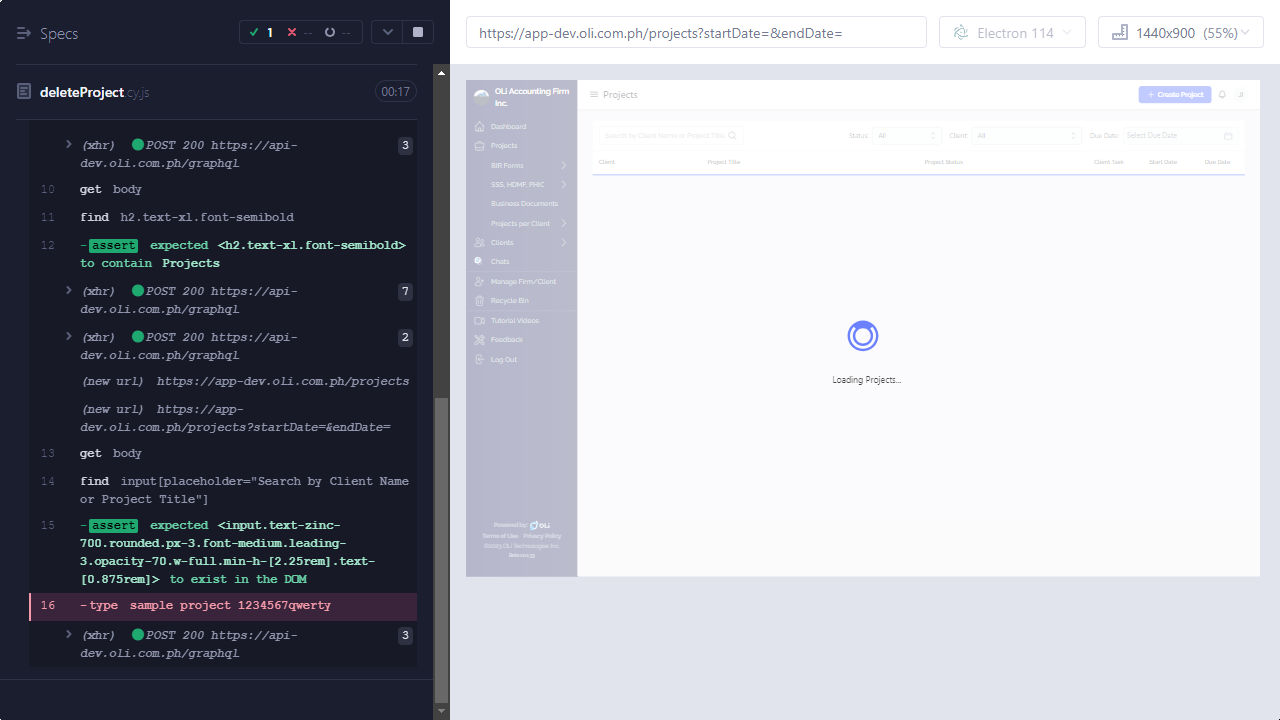 Specs
1 -- --
deleteProject.cy.js
00:17
(xhr) POST 200 https://api-
dev.oli.com.ph/graphql
3
10 get body
11 find h2.text-xl.font-semibold
12 -assert expected <h2.text-xl.font-semibold>
to contain Projects
(xhr) POST 200 https://api-
dev.oli.com.ph/graphql
7
(xhr) POST 200 https://api-
dev.oli.com.ph/graphql
2
(new url) https://app-dev.oli.com.ph/projects
(new url) https://app-
dev.oli.com.ph/projects?startDate=&endDate=
13 get body
14 find input[placeholder="Search by Client Name
or Project Title"]
15 -assert expected <input.text-zinc-
700.rounded.px-3.font-medium.leading-
5.opacity-70.w-full.min-h-[2.25rem].text-
[0.875rem]> to exist in the DOM
16 -type sample project 1234567qwerty
(xhr) POST 200 https://api-
dev.oli.com.ph/graphql
3
https://app-dev.oli.com.ph/projects?startDate=&endDate=
Electron 114
1440x900 (55%)
OLi Accounting Firm
Inc.
Dashboard
Projects
BIR Forms
SSS, HDMF, PHIC
Business Documents
Projects per Client
Clients
Chats
Manage Firm/Client
Recycle Bin
Tutorial Videos
Feedback
Log Out
Powered by OLi
Terms of Use Privacy Policy
©2023 OLi Technologies Inc.
Projects
+ Create Project
Search by Client Name or Project Title
Status: All
Client: All
Due Date: Select Due Date
Client Project Title Project Status Client Task Start Date Due Date
Loading Projects...